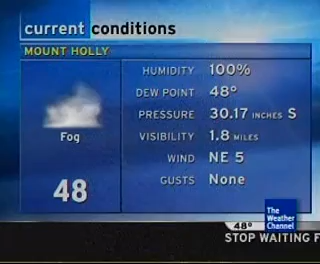 current conditions
MOUNT HOLLY
HUMIDITY 100%
DEW POINT 48°
PRESSURE 30.17 INCHES S
VISIBILITY 1.8 MILES
WIND NE 5
GUSTS None
Fog
48
The
Weather
Channel
48°
STOP WAITING F